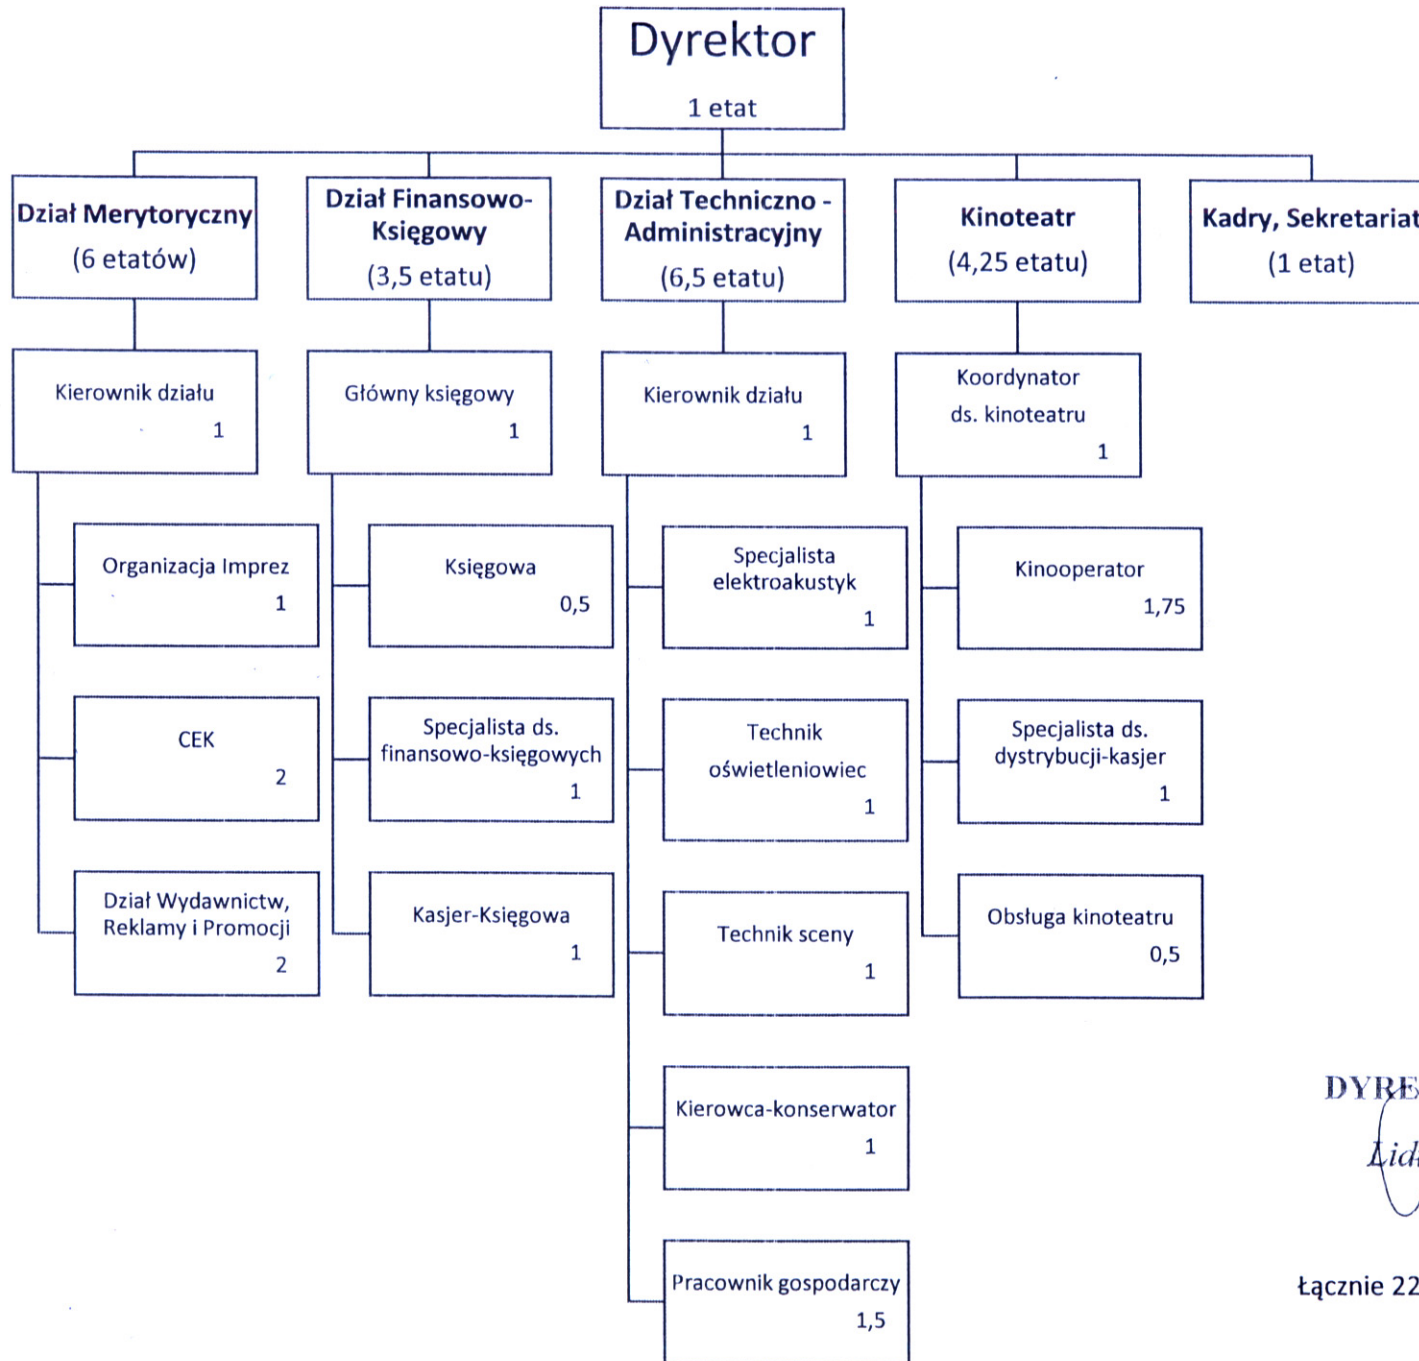 Dyrektor
1 etat
Dział Merytoryczny
(6 etatów)
Dział Finansowo-
Księgowy
(3,5 etatu)
Dział Techniczno -
Administracyjny
(6,5 etatu)
Kinoteatr
(4,25 etatu)
Kadry, Sekretariat
(1 etat)
Kierownik działu
1
Główny księgowy
1
Kierownik działu
1
Koordynator
ds. kinoteatru
1
Organizacja Imprez
1
Księgowa
0,5
Specjalista
elektroakustyk
1
Kinooperator
1,75
CEK
2
Specjalista ds.
finansowo-księgowych
1
Technik
oświetleniowiec
1
Specjalista ds.
dystrybucji-kasjer
1
Dział Wydawnictw,
Reklamy i Promocji
2
Kasjer-Księgowa
1
Technik sceny
1
Obsługa kinoteatru
0,5
Kierowca-konserwator
1
Pracownik gospodarczy
1,5
Łącznie 22